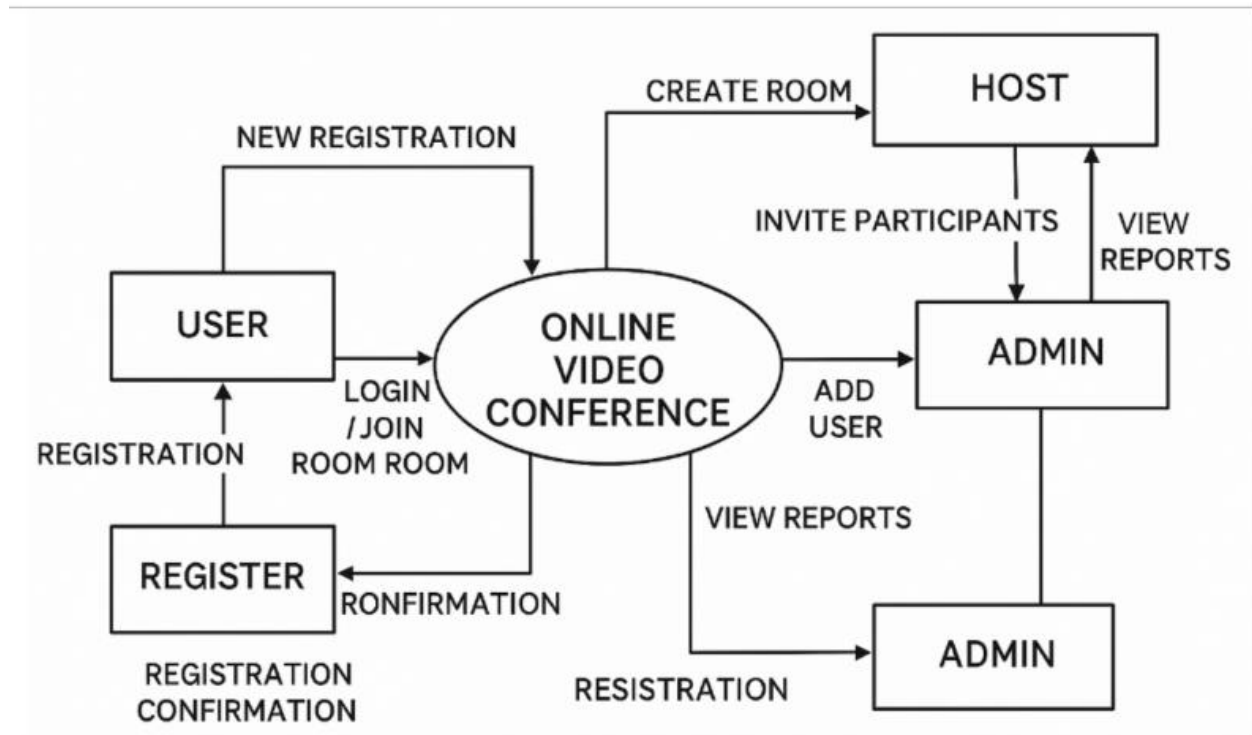 HOST
CREATE ROOM
NEW REGISTRATION
INVITE PARTICIPANTS
VIEW
REPORTS
USER
ONLINE
VIDEO
CONFERENCE
ADMIN
LOGIN
/ JOIN
ROOM ROOM
ADD
USER
REGISTRATION
VIEW REPORTS
REGISTER
RONFIRMATION
ADMIN
REGISTRATION
CONFIRMATION
RESISTRATION